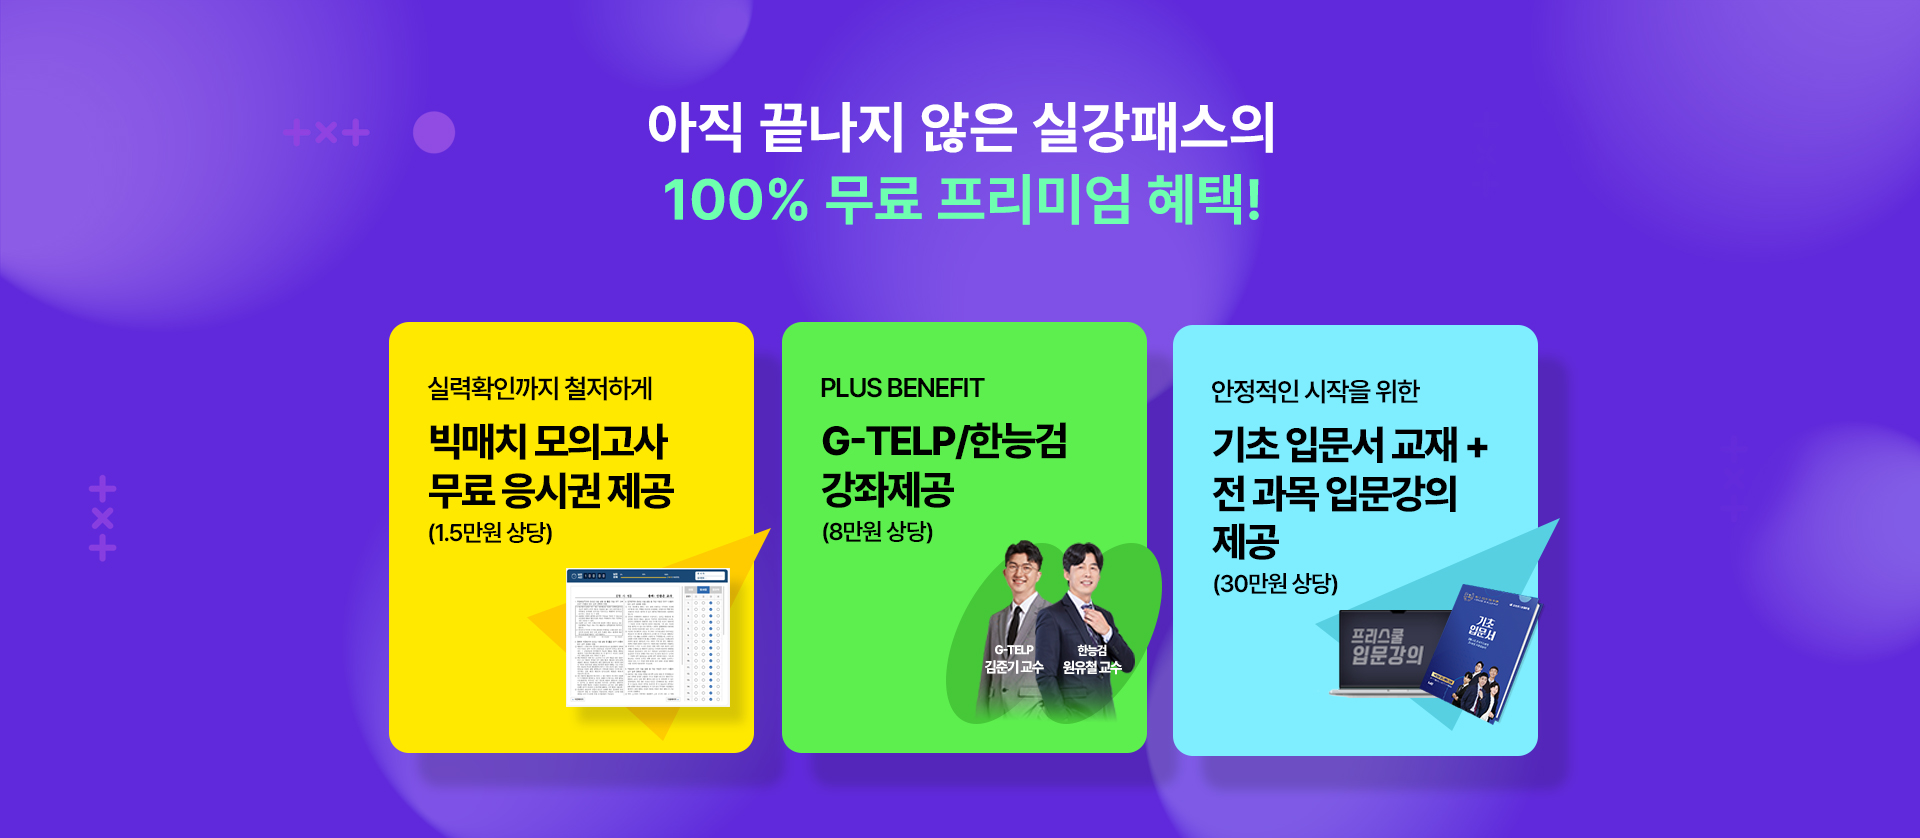 아직 끝나지 않은 실강패스의
100% 무료 프리미엄 혜택!
실력확인까지 철저하게
빅매치 모의고사
무료 응시권 제공
(1.5만원 상당)
PLUS BENEFIT
G-TELP/한능검
강좌제공
(8만원 상당)
G-TELP
김준기 교수
한능검
원유철 교수
안정적인 시작을 위한
기초 입문서 교재 +
전 과목 입문강의
제공
(30만원 상당)
프리스쿨
입문강의
기초
입문서